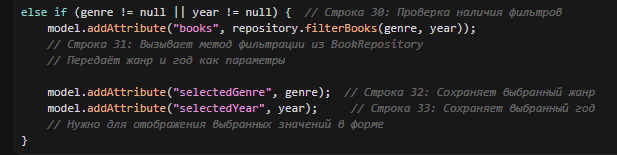 else if (genre != null || year != null) {  // Строка 30: Проверка наличия фильтров
    model.addAttribute("books", repository.filterBooks(genre, year));
    // Строка 31: Вызывает метод фильтрации из BookRepository
    // Передаёт жанр и год как параметры
    model.addAttribute("selectedGenre", genre);  // Строка 32: Сохраняет выбранный жанр
    model.addAttribute("selectedYear", year);     // Строка 33: Сохраняет выбранный год
    // Нужно для отображения выбранных значений в форме
}